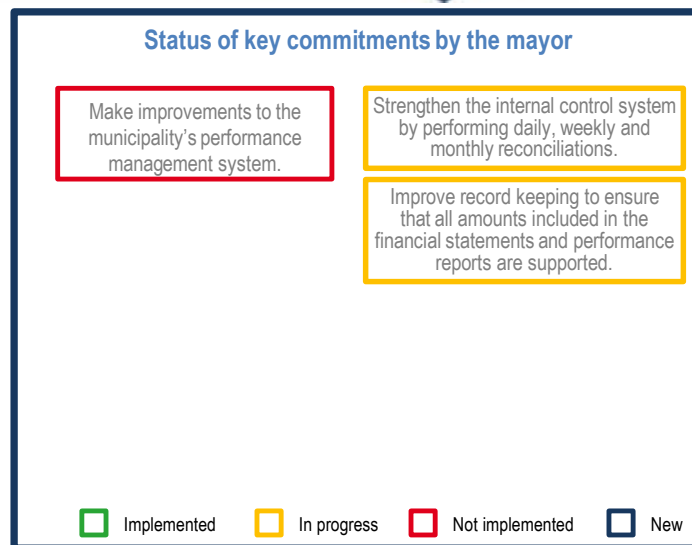 Status of key commitments by the mayor
Make improvements to the
municipality’s performance
management system.
Strengthen the internal control system
by performing daily, weekly and
monthly reconciliations.
Improve record keeping to ensure
that all amounts included in the
financial statements and performance
reports are supported.
Implemented
In progress
Not implemented
New